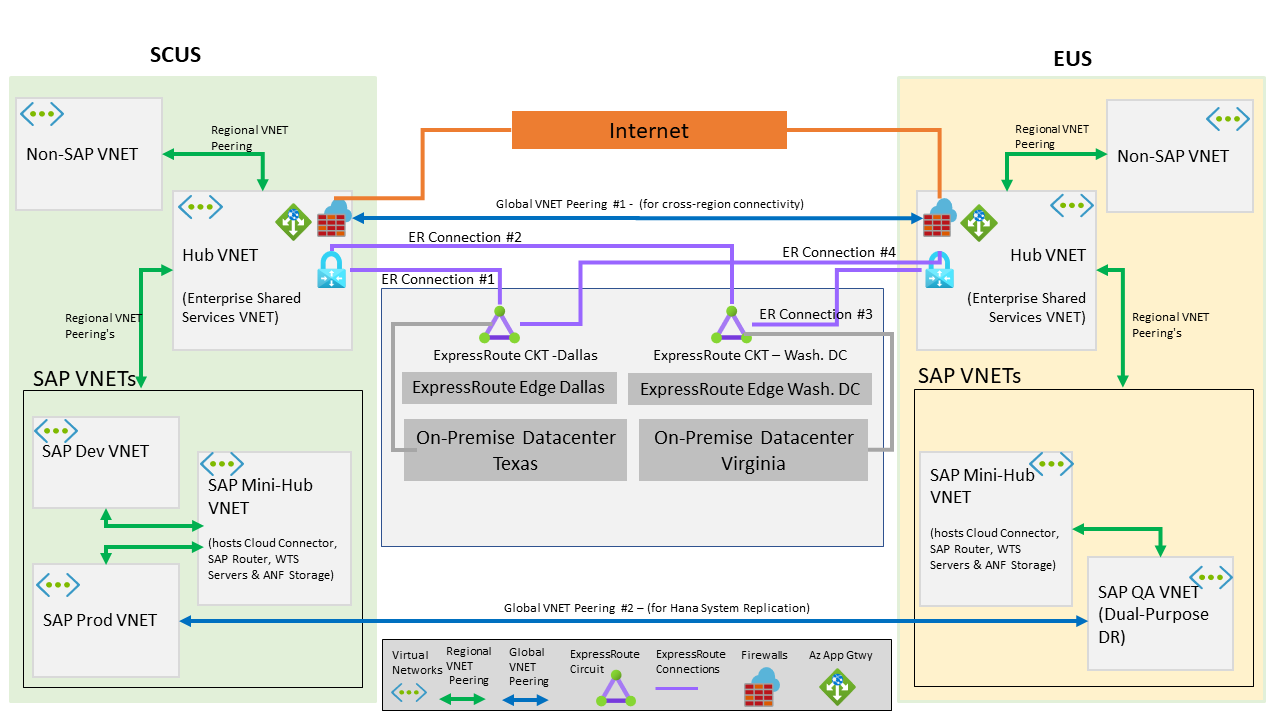 SCUS
EUS
Non-SAP VNET
Regional VNET
Peering
Internet
Regional VNET
Peering
Non-SAP VNET
Global VNET Peering #1 - (for cross-region connectivity)
Hub VNET
(Enterprise Shared
Services VNET)
ER Connection #2
ER Connection #4
ER Connection #1
ER Connection #3
Hub VNET
(Enterprise Shared
Services VNET)
Regional VNET
Peering's
Regional VNET
Peering's
ExpressRoute CKT -Dallas
ExpressRoute CKT – Wash. DC
ExpressRoute Edge Dallas
ExpressRoute Edge Wash. DC
On-Premise Datacenter
Texas
On-Premise Datacenter
Virginia
SAP VNETs
SAP Dev VNET
SAP Mini-Hub
VNET
(hosts Cloud Connector,
SAP Router, WTS
Servers & ANF Storage)
SAP Prod VNET
SAP VNETs
SAP Mini-Hub
VNET
(hosts Cloud Connector,
SAP Router, WTS
Servers & ANF Storage)
SAP QA VNET
(Dual-Purpose
DR)
Global VNET Peering #2 – (for Hana System Replication)
Virtual
Networks
Regional
VNET
Peering
Global
VNET
Peering
ExpressRoute
Circuit
ExpressRoute
Connections
Firewalls
Az App Gtwy